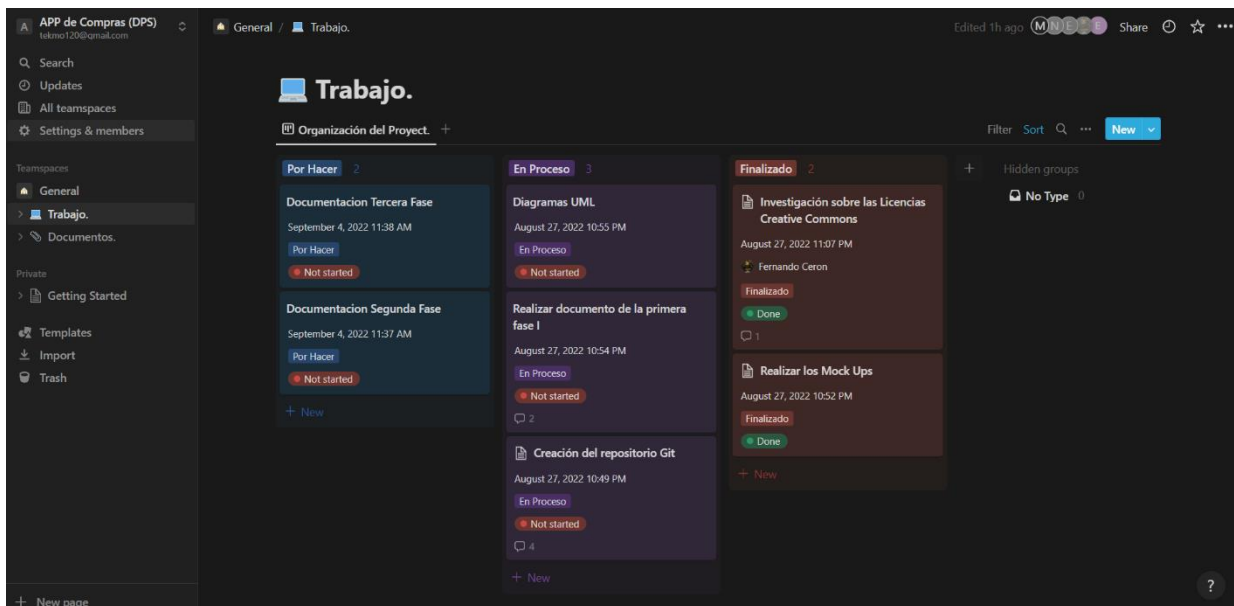 A
APP de Compras (DPS)
tekmo120@gmail.com
Search
Updates
All teamspaces
Settings & members
Teamspaces
General
Trabajo.
Documentos.
Private
Getting Started
Templates
Import
Trash
New page
General / Trabajo.
Edited 1h ago
M N E E
Share
Trabajo.
Organización del Proyect.
Filter Sort
New
Por Hacer 2
Documentacion Tercera Fase
September 4, 2022 11:38 AM
Por Hacer
Not started
Documentacion Segunda Fase
September 4, 2022 11:37 AM
Por Hacer
Not started
+ New
En Proceso 3
Diagramas UML
August 27, 2022 10:55 PM
En Proceso
Not started
Realizar documento de la primera
fase I
August 27, 2022 10:54 PM
En Proceso
Not started
2
Creación del repositorio Git
August 27, 2022 10:49 PM
En Proceso
Not started
4
+ New
Finalizado 2
Investigación sobre las Licencias
Creative Commons
August 27, 2022 11:07 PM
Fernando Ceron
Finalizado
Done
1
Realizar los Mock Ups
August 27, 2022 10:52 PM
Finalizado
Done
+ New
Hidden groups
No Type 0
?